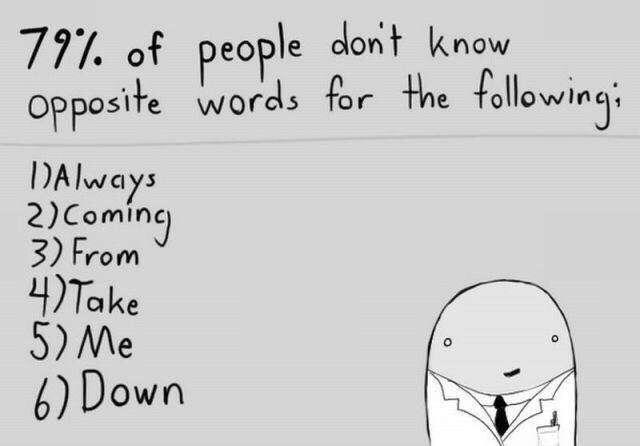 79% of people don't know
opposite words for the following;
1) Always
2) Coming
3) From
4) Take
5) Me
6) Down